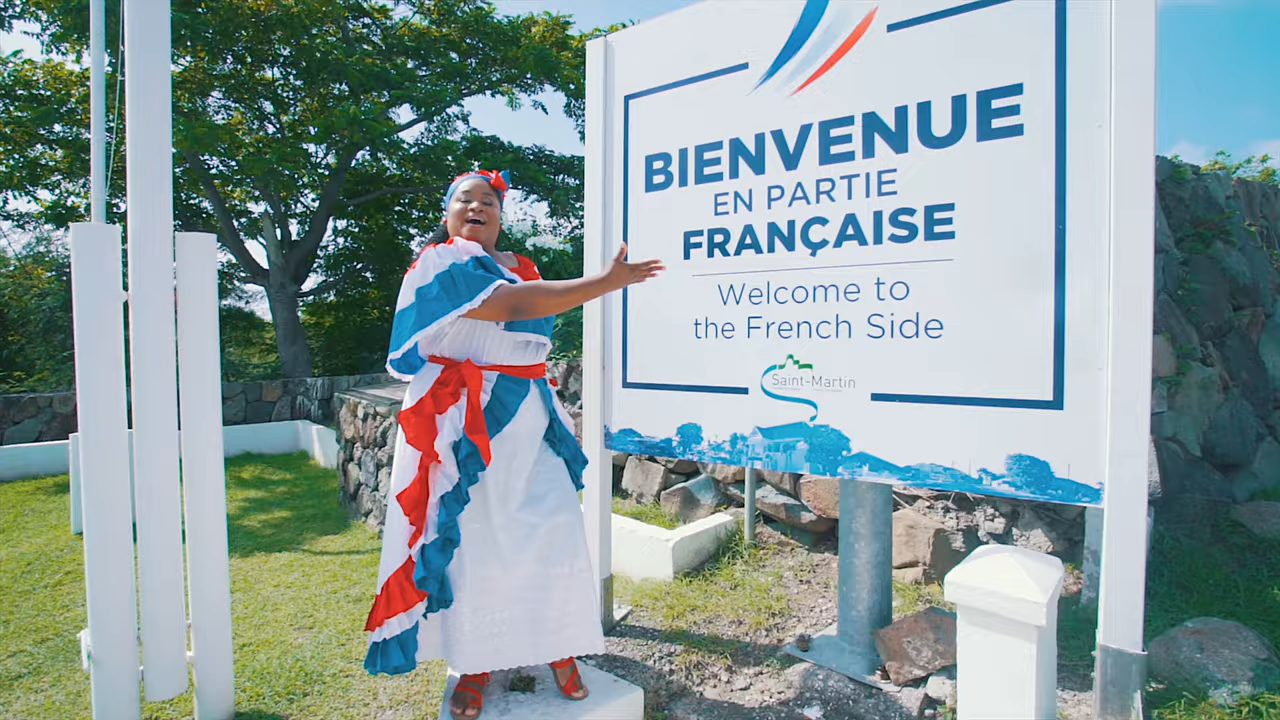 BIENVENUE
EN PARTIE
FRANÇAISE
Welcome to
the French Side
Saint-Martin